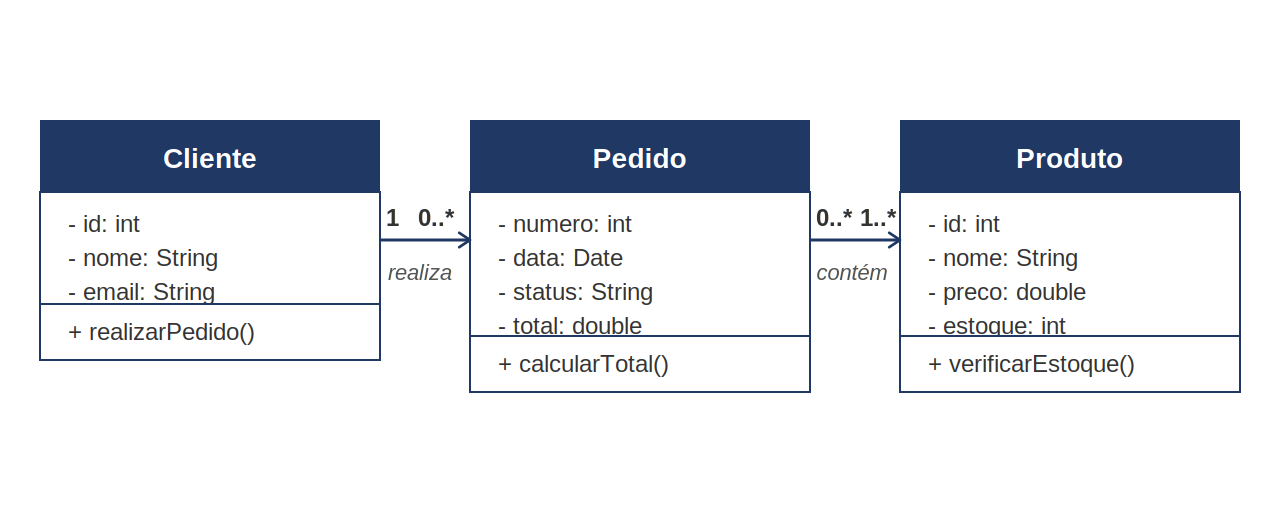 Cliente
- id: int
- nome: String
- email: String
+ realizarPedido()
1 0..*
realiza
Pedido
- numero: int
- data: Date
- status: String
- total: double
+ calcularTotal()
0..* 1..*
contém
Produto
- id: int
- nome: String
- preco: double
- estoque: int
+ verificarEstoque()